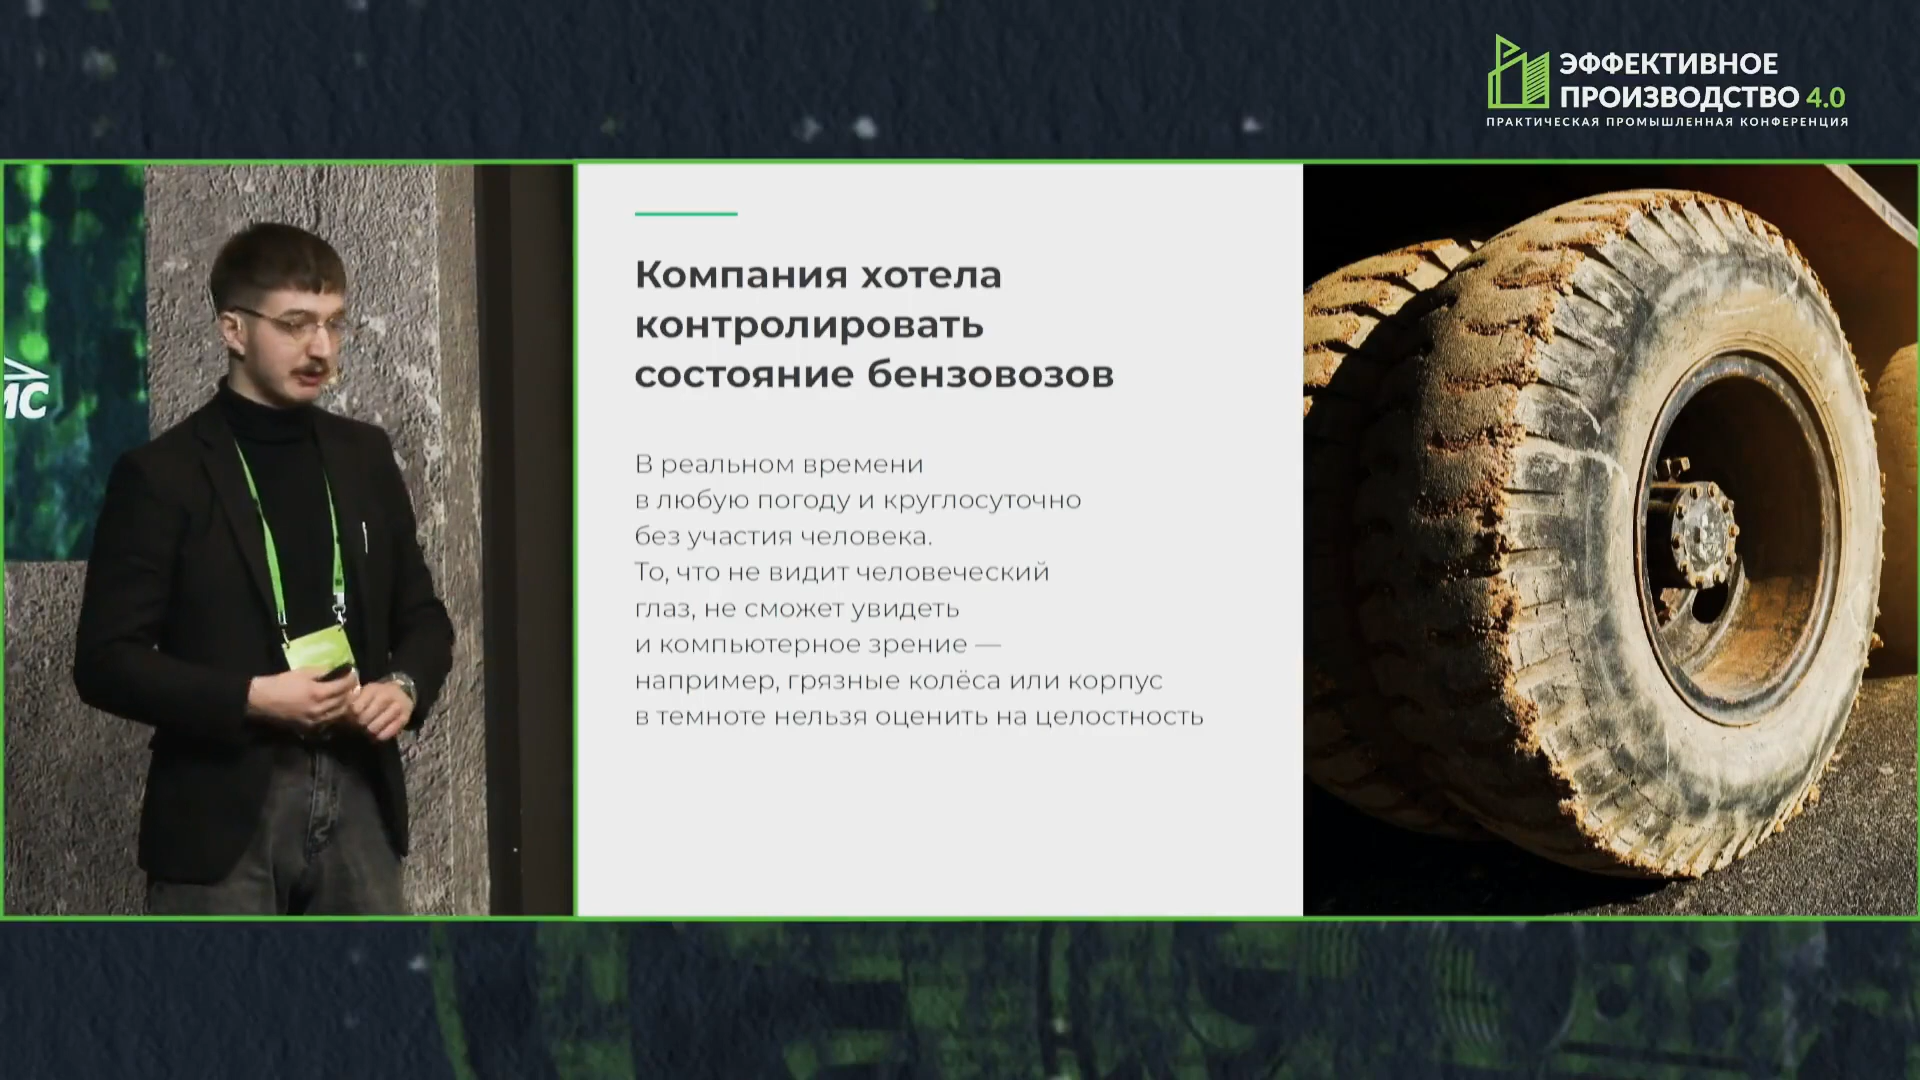 ЭФФЕКТИВНОЕ
ПРОИЗВОДСТВО 4.0
ПРАКТИЧЕСКАЯ ПРОМЫШЛЕННАЯ КОНФЕРЕНЦИЯ
Компания хотела
контролировать
состояние бензовозов
В реальном времени
в любую погоду и круглосуточно
без участия человека.
То, что не видит человеческий
глаз, не сможет увидеть
и компьютерное зрение —
например, грязные колёса или корпус
в темноте нельзя оценить на целостность